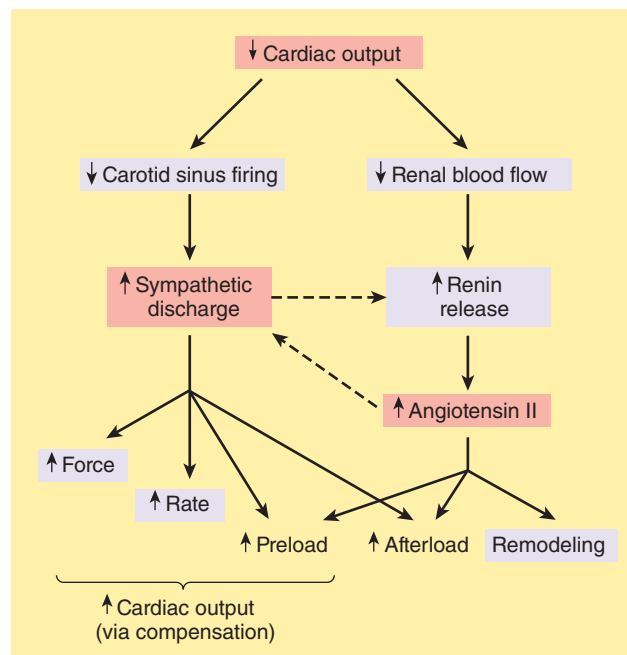 ↓ Cardiac output
↓ Carotid sinus firing
↓ Renal blood flow
↑ Sympathetic
discharge
↑ Renin
release
↑ Angiotensin II
↑ Force
↑ Rate
↑ Preload
↑ Afterload
Remodeling
↑ Cardiac output
(via compensation)